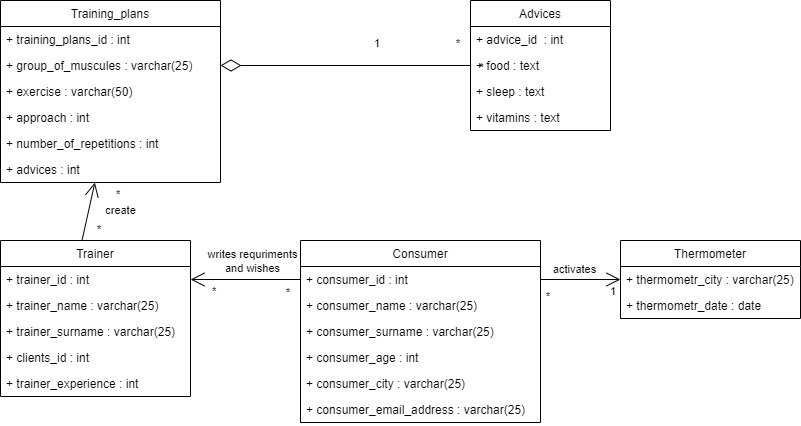 Training_plans
+ training_plans_id : int
+ group_of_muscules : varchar(25)
+ exercise : varchar(50)
+ approach : int
+ number_of_repetitions : int
+ advices : int
1
*
Advices
+ advice_id : int
+ food : text
+ sleep : text
+ vitamins : text
*
create
*
Trainer
+ trainer_id : int
+ trainer_name : varchar(25)
+ trainer_surname : varchar(25)
+ clients_id : int
+ trainer_experience : int
writes requriments
and wishes
*
*
Consumer
+ consumer_id : int
+ consumer_name : varchar(25)
+ consumer_surname : varchar(25)
+ consumer_age : int
+ consumer_city : varchar(25)
+ consumer_email_address : varchar(25)
activates
*
1
Thermometer
+ thermometr_city : varchar(25)
+ thermometr_date : date